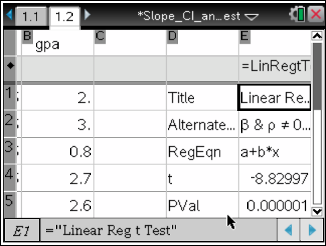 1.1 1.2 *Slope_CI_an...est
B gpa C D E
=LinRegtT
1 2. Title Linear Re...
2 3. Alternate... β & ρ ≠ 0...
3 0.8 RegEqn a+b*x
4 2.7 t -8.82997
5 2.6 PVal 0.000001
E1 ="Linear Reg t Test"